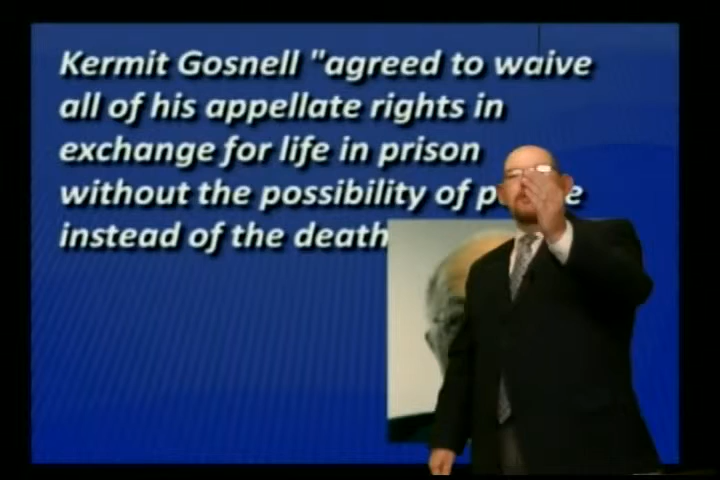 Kermit Gosnell "agreed to waive
all of his appellate rights in
exchange for life in prison
without the possibility of
instead of the death